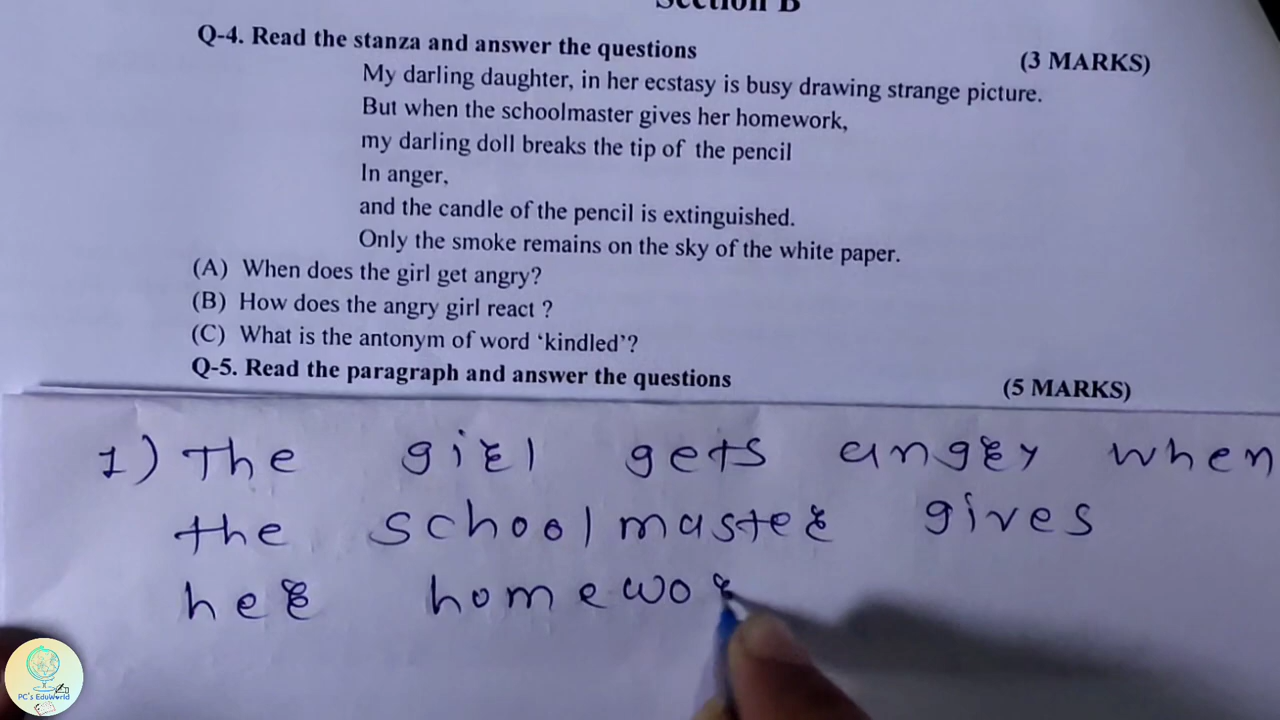 Section B
Q-4. Read the stanza and answer the questions (3 MARKS)
My darling daughter, in her ecstasy is busy drawing strange picture.
But when the schoolmaster gives her homework,
my darling doll breaks the tip of the pencil
In anger,
and the candle of the pencil is extinguished.
Only the smoke remains on the sky of the white paper.
(A) When does the girl get angry?
(B) How does the angry girl react ?
(C) What is the antonym of word ‘kindled’?
Q-5. Read the paragraph and answer the questions (5 MARKS)
1) The girl gets angry when
the schoolmaster gives
her homewor
PC's EduWorld